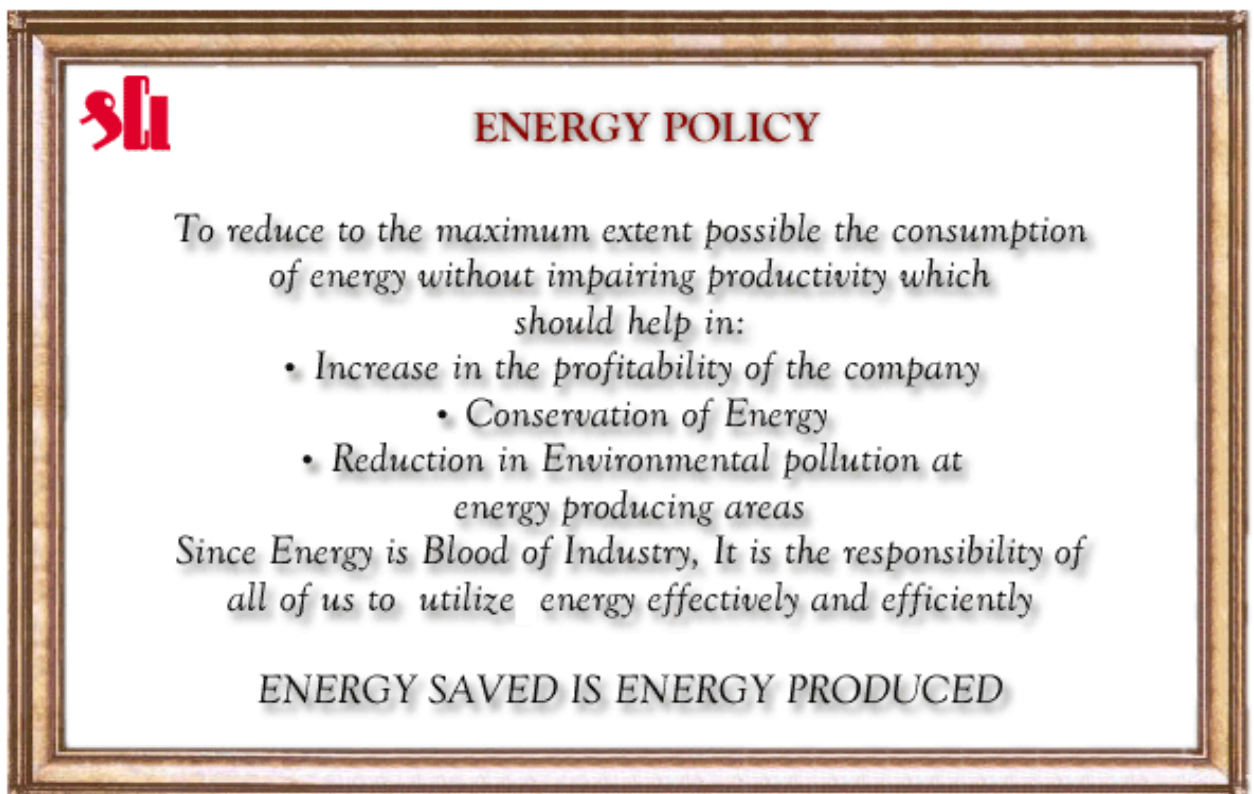 SCI
ENERGY POLICY
To reduce to the maximum extent possible the consumption
of energy without impairing productivity which
should help in:
• Increase in the profitability of the company
• Conservation of Energy
• Reduction in Environmental pollution at
energy producing areas
Since Energy is Blood of Industry, It is the responsibility of
all of us to utilize energy effectively and efficiently
ENERGY SAVED IS ENERGY PRODUCED